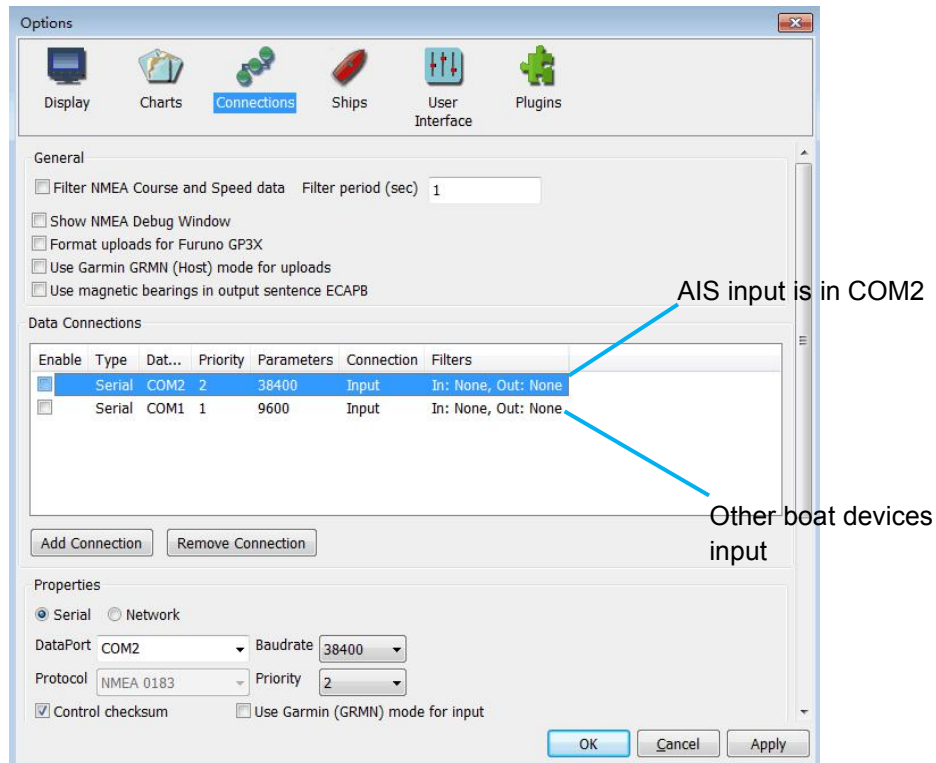 Options
Display Charts Connections Ships User Interface Plugins
General
Filter NMEA Course and Speed data Filter period (sec) 1
Show NMEA Debug Window
Format uploads for Furuno GP3X
Use Garmin GRMN (Host) mode for uploads
Use magnetic bearings in output sentence ECAPB
AIS input is in COM2
Data Connections
Enable Type Dat... Priority Parameters Connection Filters
Serial COM2 2 38400 Input In: None, Out: None
Serial COM1 1 9600 Input In: None, Out: None
Other boat devices
input
Add Connection Remove Connection
Properties
Serial Network
DataPort COM2 Baudrate 38400
Protocol NMEA 0183 Priority 2
Control checksum Use Garmin (GRMN) mode for input
OK Cancel Apply